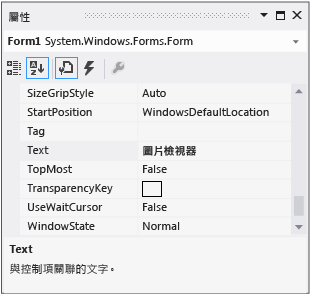 屬性
Form1 System.Windows.Forms.Form
SizeGripStyle Auto
StartPosition WindowsDefaultLocation
Tag
Text 圖片檢視器
TopMost False
TransparencyKey
UseWaitCursor False
WindowState Normal
Text
與控制項關聯的文字。